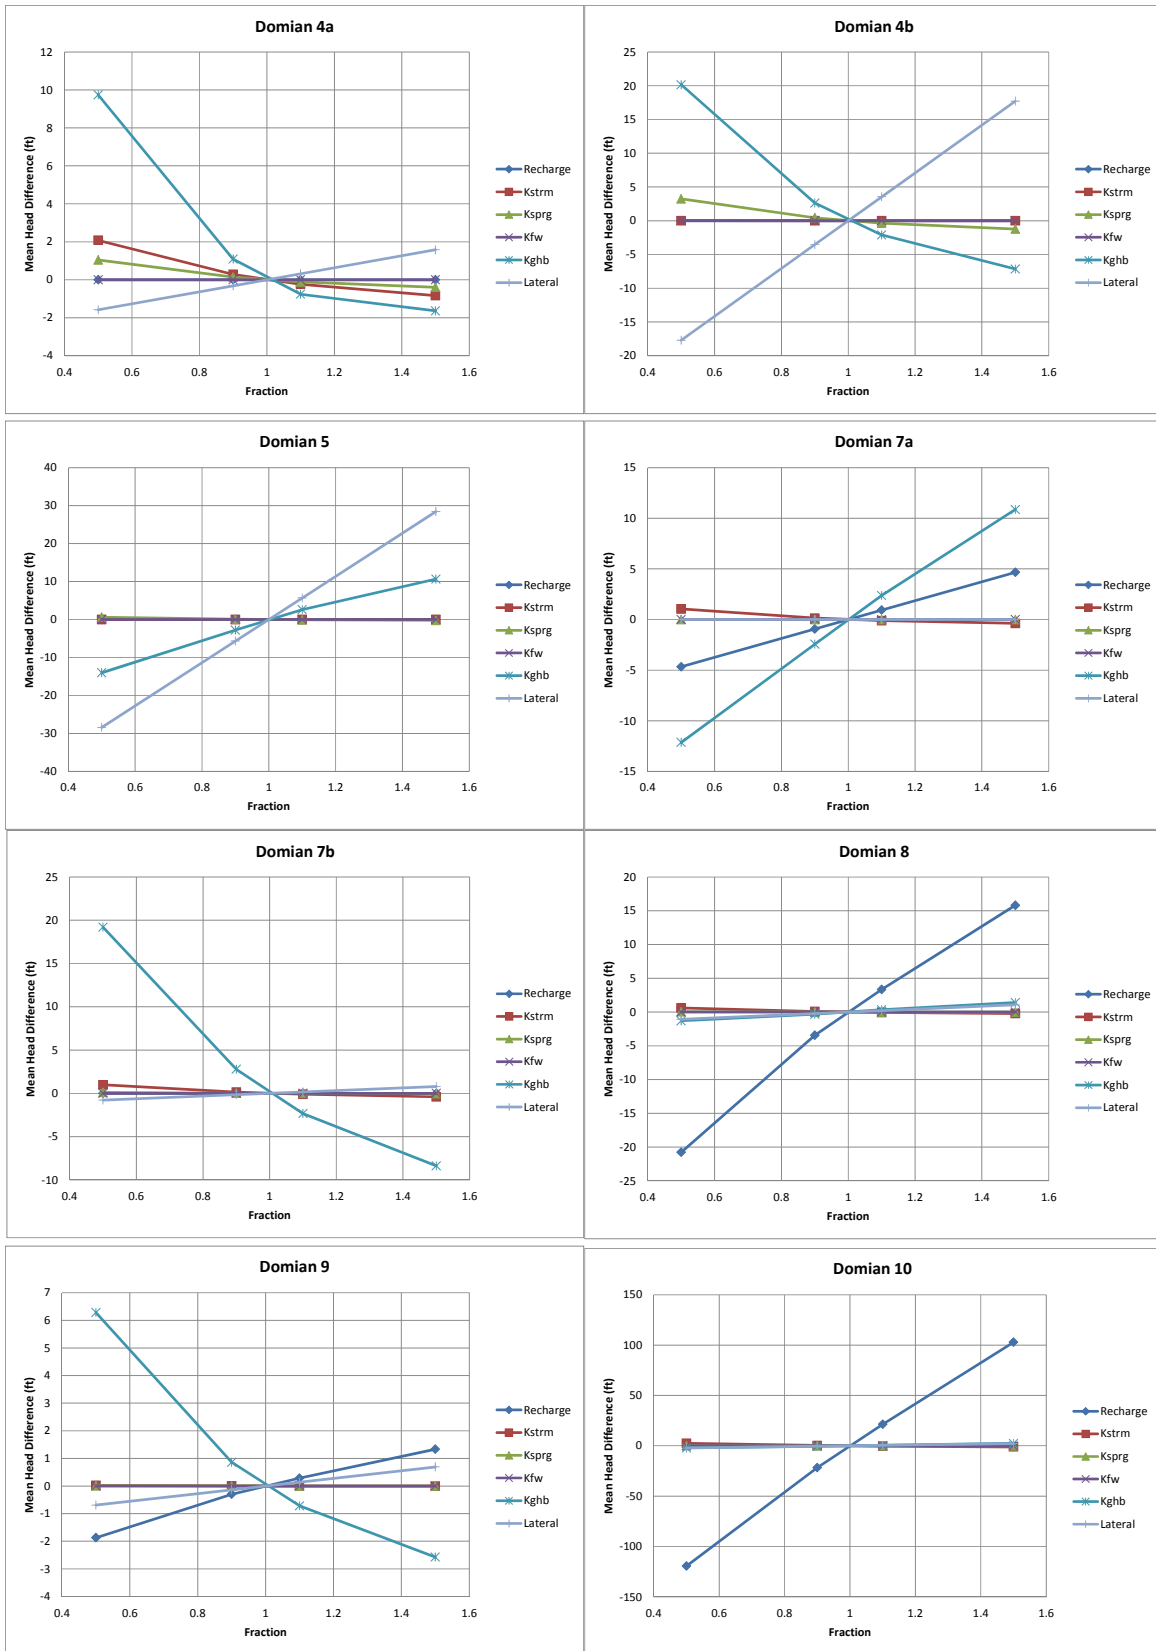 Domian 4a
12
10
8
6
4
2
0
-2
-4
0.4 0.6 0.8 1 1.2 1.4 1.6
Mean Head Difference (ft)
Fraction
Recharge
Kstrm
Ksprg
Kfw
Kghb
Lateral
Domian 4b
25
20
15
10
5
0
-5
-10
-15
-20
0.4 0.6 0.8 1 1.2 1.4 1.6
Mean Head Difference (ft)
Fraction
Recharge
Kstrm
Ksprg
Kfw
Kghb
Lateral
Domian 5
40
30
20
10
0
-10
-20
-30
-40
0.4 0.6 0.8 1 1.2 1.4 1.6
Mean Head Difference (ft)
Fraction
Recharge
Kstrm
Ksprg
Kfw
Kghb
Lateral
Domian 7a
15
10
5
0
-5
-10
-15
0.4 0.6 0.8 1 1.2 1.4 1.6
Mean Head Difference (ft)
Fraction
Recharge
Kstrm
Ksprg
Kfw
Kghb
Lateral
Domian 7b
25
20
15
10
5
0
-5
-10
0.4 0.6 0.8 1 1.2 1.4 1.6
Mean Head Difference (ft)
Fraction
Recharge
Kstrm
Ksprg
Kfw
Kghb
Lateral
Domian 8
20
15
10
5
0
-5
-10
-15
-20
-25
0.4 0.6 0.8 1 1.2 1.4 1.6
Mean Head Difference (ft)
Fraction
Recharge
Kstrm
Ksprg
Kfw
Kghb
Lateral
Domian 9
7
6
5
4
3
2
1
0
-1
-2
-3
-4
0.4 0.6 0.8 1 1.2 1.4 1.6
Mean Head Difference (ft)
Fraction
Recharge
Kstrm
Ksprg
Kfw
Kghb
Lateral
Domian 10
150
100
50
0
-50
-100
-150
0.4 0.6 0.8 1 1.2 1.4 1.6
Mean Head Difference (ft)
Fraction
Recharge
Kstrm
Ksprg
Kfw
Kghb
Lateral